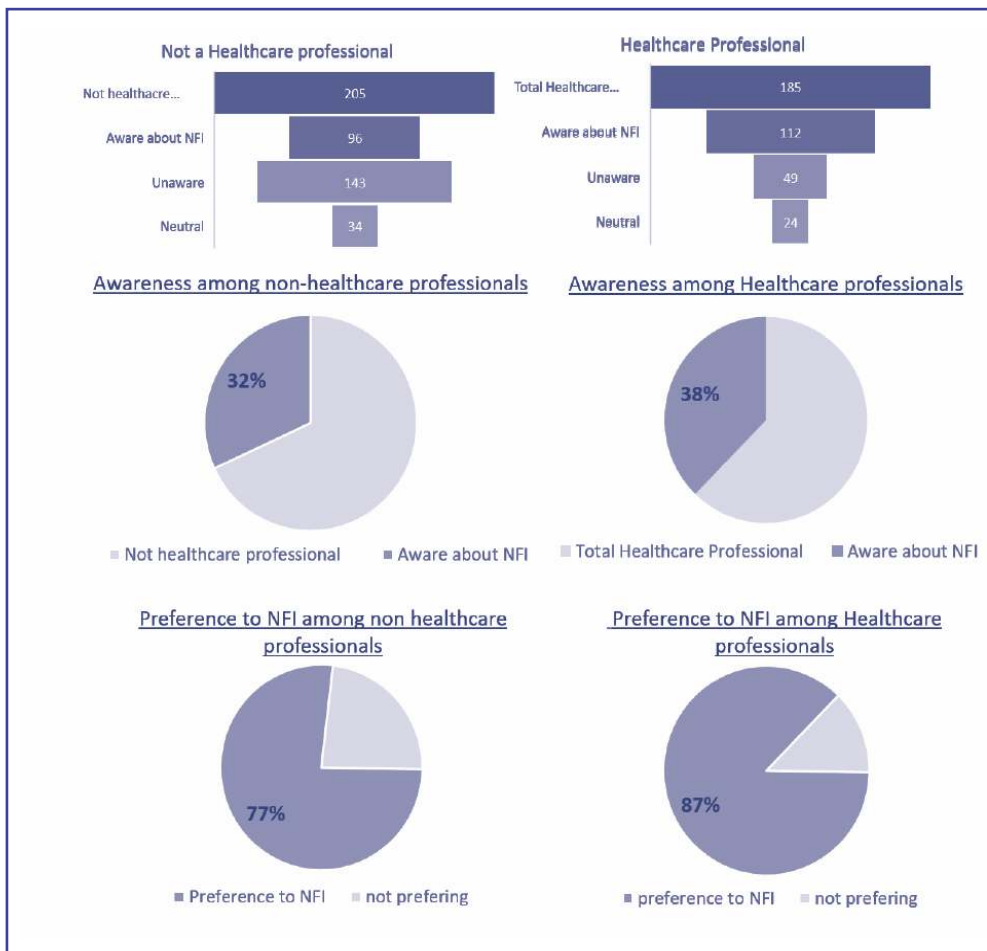 Not a Healthcare professional
Not healthacre...
205
Aware about NFI
96
Unaware
143
Neutral
34
Healthcare Professional
Total Healthcare...
185
Aware about NFI
112
Unaware
49
Neutral
24
Awareness among non-healthcare professionals
32%
Not healthcare professional
Aware about NFI
Awareness among Healthcare professionals
38%
Total Healthcare Professional
Aware about NFI
Preference to NFI among non healthcare
professionals
77%
Preference to NFI
not prefering
Preference to NFI among Healthcare
professionals
87%
preference to NFI
not prefering